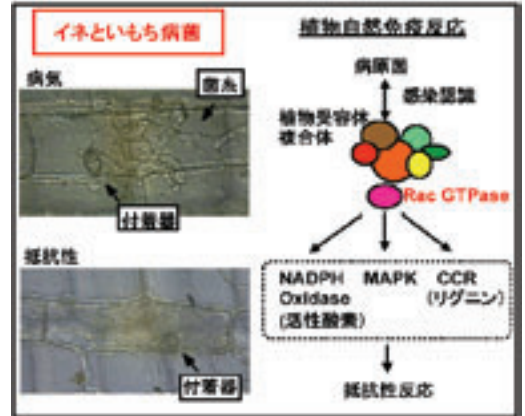 イネといもち病菌
病気
菌糸
付着器
抵抗性
付着器
植物自然免疫反応
病原菌
感染認識
植物受容体
複合体
Rac GTPase
NADPH MAPK CCR
Oxidase (リグニン)
(活性酸素)
抵抗性反応